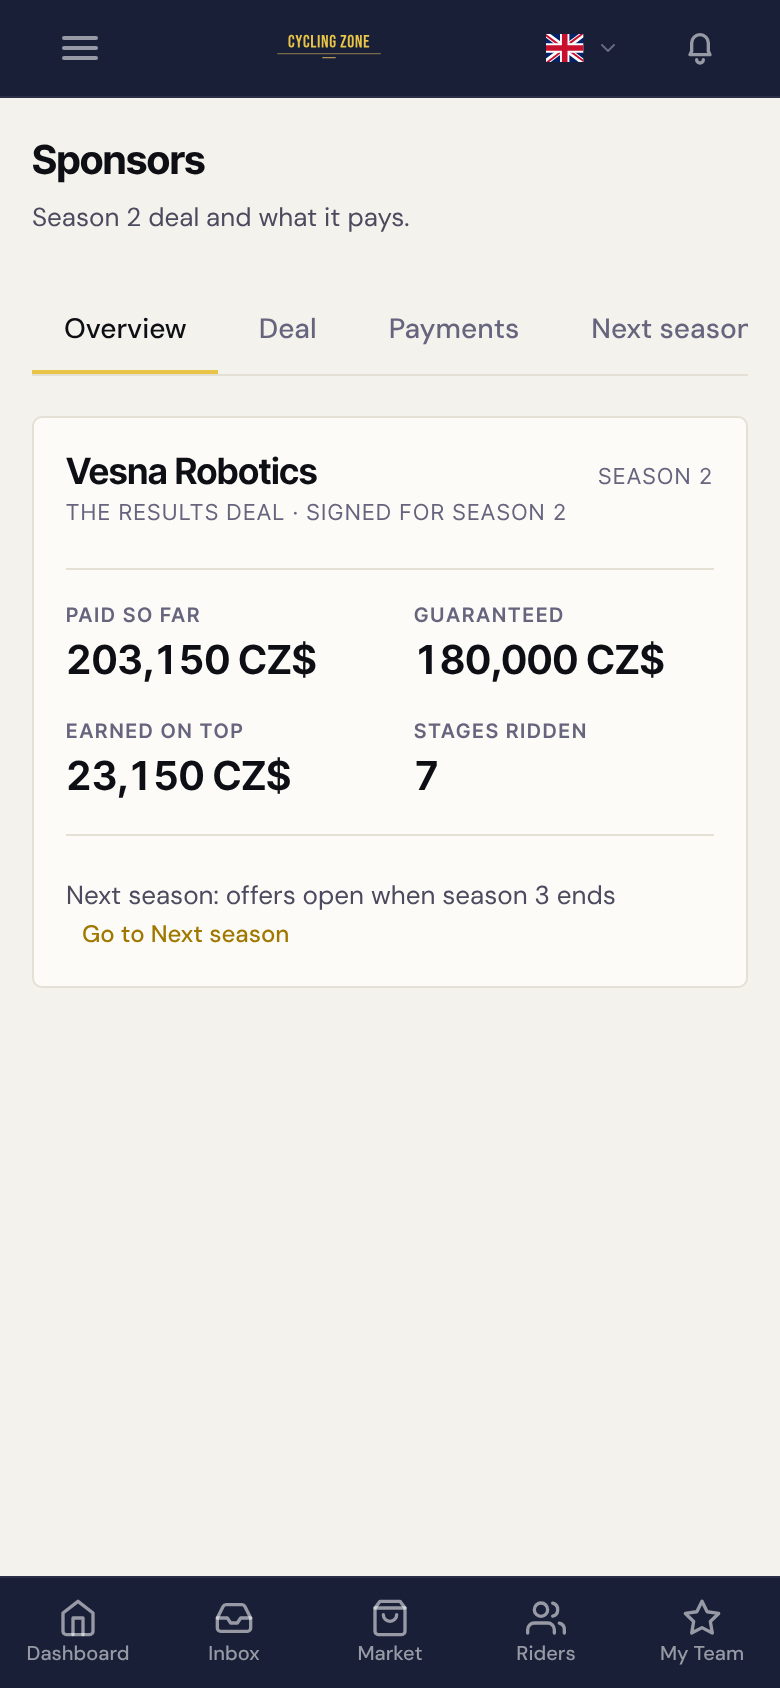 CYCLING ZONE
Sponsors
Season 2 deal and what it pays.
Overview Deal Payments Next season
Vesna Robotics SEASON 2
THE RESULTS DEAL · SIGNED FOR SEASON 2
PAID SO FAR GUARANTEED
203,150 CZ$ 180,000 CZ$
EARNED ON TOP STAGES RIDDEN
23,150 CZ$ 7
Next season: offers open when season 3 ends
Go to Next season
Dashboard Inbox Market Riders My Team